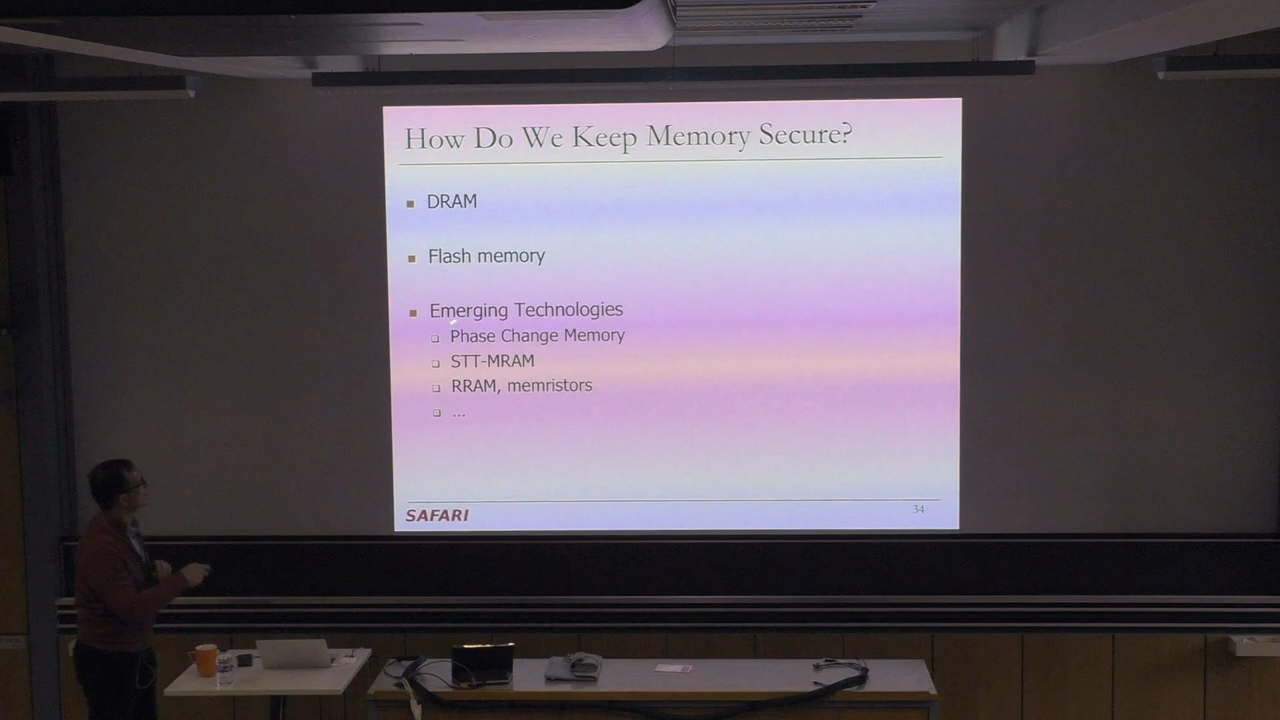 How Do We Keep Memory Secure?
DRAM
Flash memory
Emerging Technologies
Phase Change Memory
STT-MRAM
RRAM, memristors
...
SAFARI
34